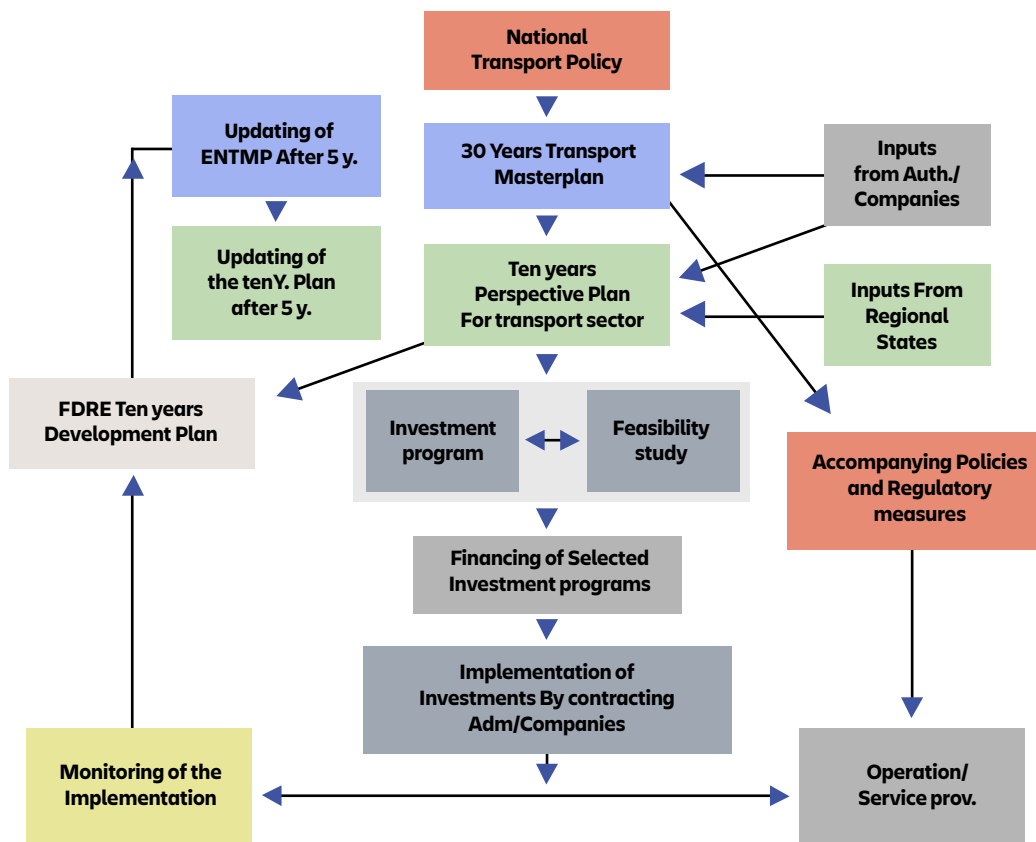 National
Transport Policy
Updating of
ENTMP After 5 y.
30 Years Transport
Masterplan
Inputs
from Auth./
Companies
Updating of
the tenY. Plan
after 5 y.
Ten years
Perspective Plan
For transport sector
Inputs From
Regional
States
FDRE Ten years
Development Plan
Investment
program
Feasibility
study
Accompanying Policies
and Regulatory
measures
Financing of Selected
Investment programs
Implementation of
Investments By contracting
Adm/Companies
Monitoring of the
Implementation
Operation/
Service prov.